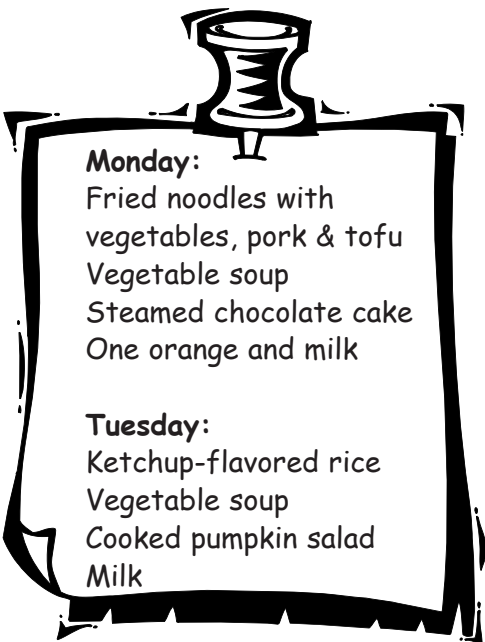 Monday:
Fried noodles with
vegetables, pork & tofu
Vegetable soup
Steamed chocolate cake
One orange and milk
Tuesday:
Ketchup-flavored rice
Vegetable soup
Cooked pumpkin salad
Milk